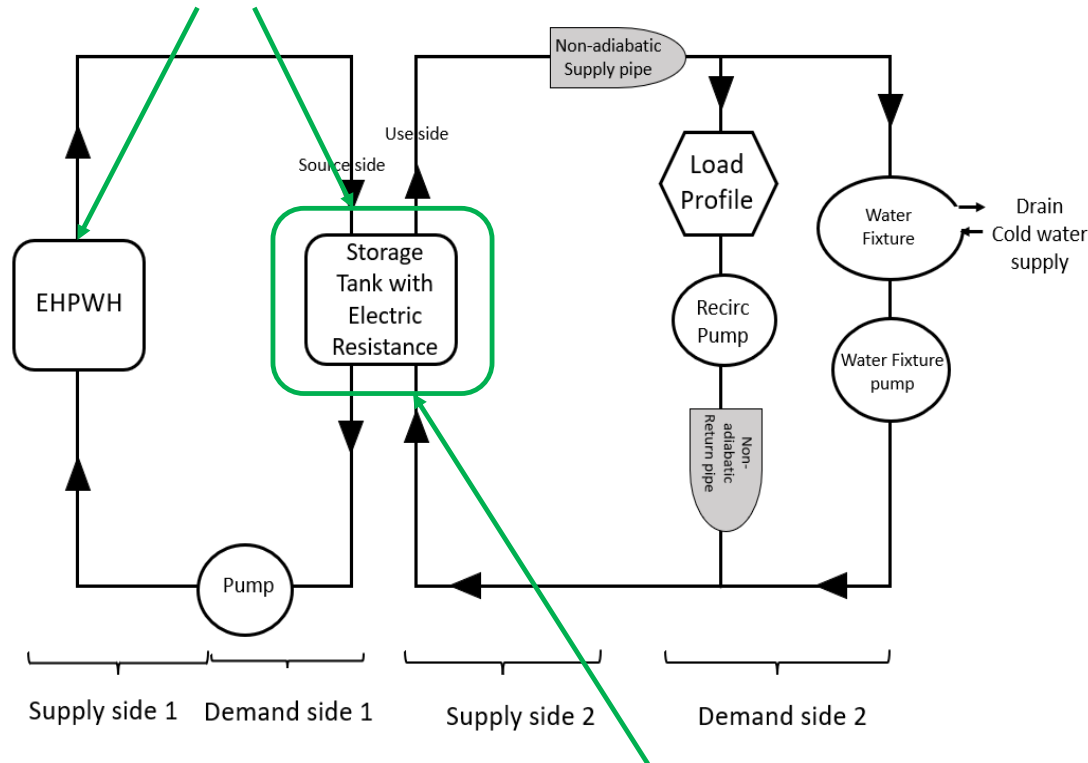 Non-adiabatic
Supply pipe
Use side
Source side
Load
Profile
Water
Fixture
Drain
Cold water
supply
EHPWH
Storage
Tank with
Electric
Resistance
Recirc
Pump
Water Fixture
pump
Non-
adiabatic
Return pipe
Pump
Supply side 1
Demand side 1
Supply side 2
Demand side 2